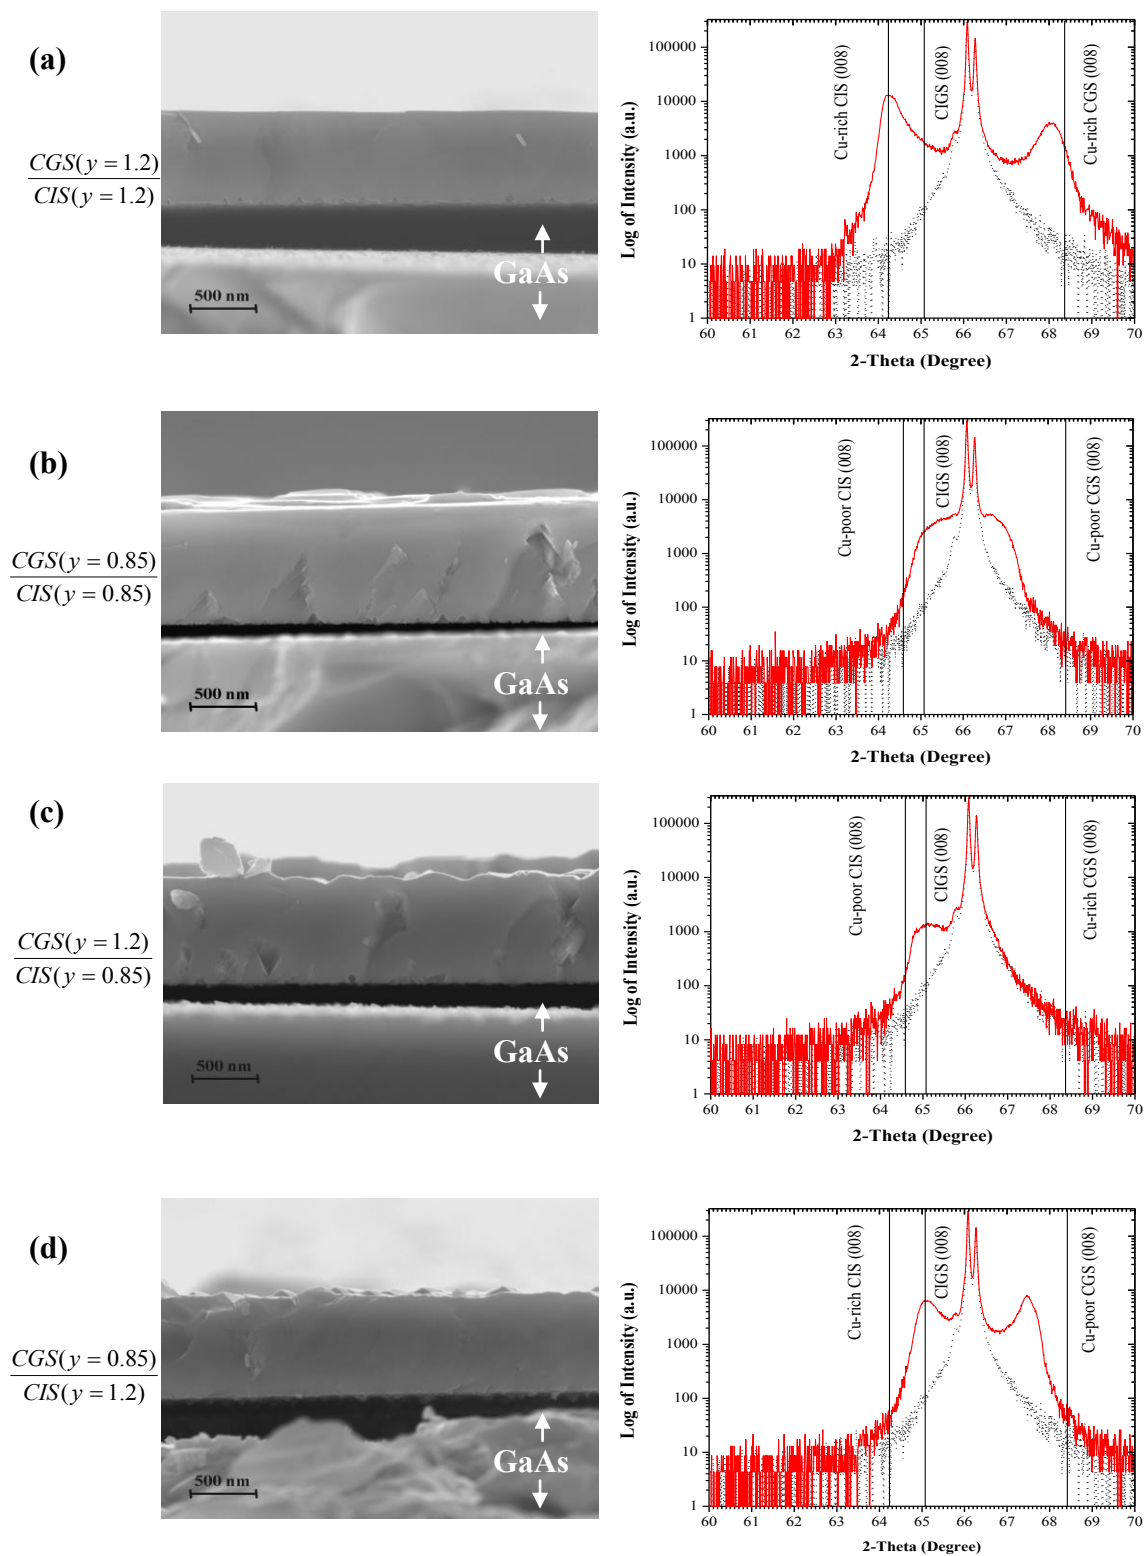 (a)
CGS(y = 1.2)
CIS(y = 1.2)
GaAs
500 nm
Log of Intensity (a.u.)
100000
10000
1000
100
10
1
Cu-rich CIS (008)
CIGS (008)
Cu-rich CGS (008)
60 61 62 63 64 65 66 67 68 69 70
2-Theta (Degree)
(b)
CGS(y = 0.85)
CIS(y = 0.85)
GaAs
500 nm
Log of Intensity (a.u.)
100000
10000
1000
100
10
1
Cu-poor CIS (008)
CIGS (008)
Cu-poor CGS (008)
60 61 62 63 64 65 66 67 68 69 70
2-Theta (Degree)
(c)
CGS(y = 1.2)
CIS(y = 0.85)
GaAs
500 nm
Log of Intensity (a.u.)
100000
10000
1000
100
10
1
Cu-poor CIS (008)
CIGS (008)
Cu-rich CGS (008)
60 61 62 63 64 65 66 67 68 69 70
2-Theta (Degree)
(d)
CGS(y = 0.85)
CIS(y = 1.2)
GaAs
500 nm
Log of Intensity (a.u.)
100000
10000
1000
100
10
1
Cu-rich CIS (008)
CIGS (008)
Cu-poor CGS (008)
60 61 62 63 64 65 66 67 68 69 70
2-Theta (Degree)